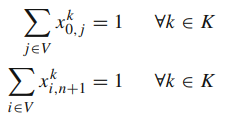 ∑_{j∈V} x^k_{0,j} = 1 ∀k ∈ K
∑_{i∈V} x^k_{i,n+1} = 1 ∀k ∈ K